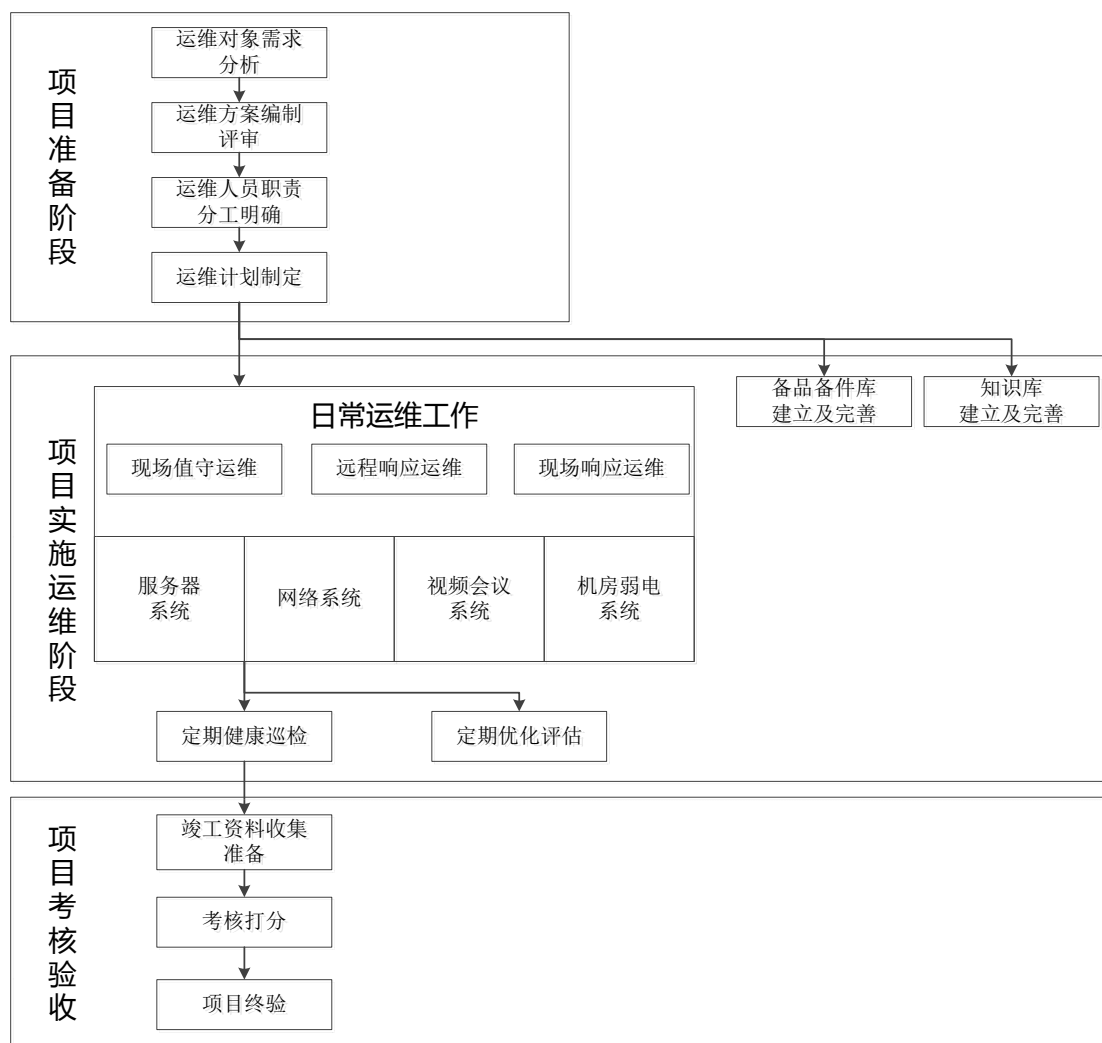 项目准备阶段
运维对象需求
分析
运维方案编制
评审
运维人员职责
分工明确
运维计划制定
项目实施运维阶段
备品备件库
建立及完善
知识库
建立及完善
日常运维工作
现场值守运维
远程响应运维
现场响应运维
服务器
系统
网络系统
视频会议
系统
机房弱电
系统
定期健康巡检
定期优化评估
项目考核验收
竣工资料收集
准备
考核打分
项目终验